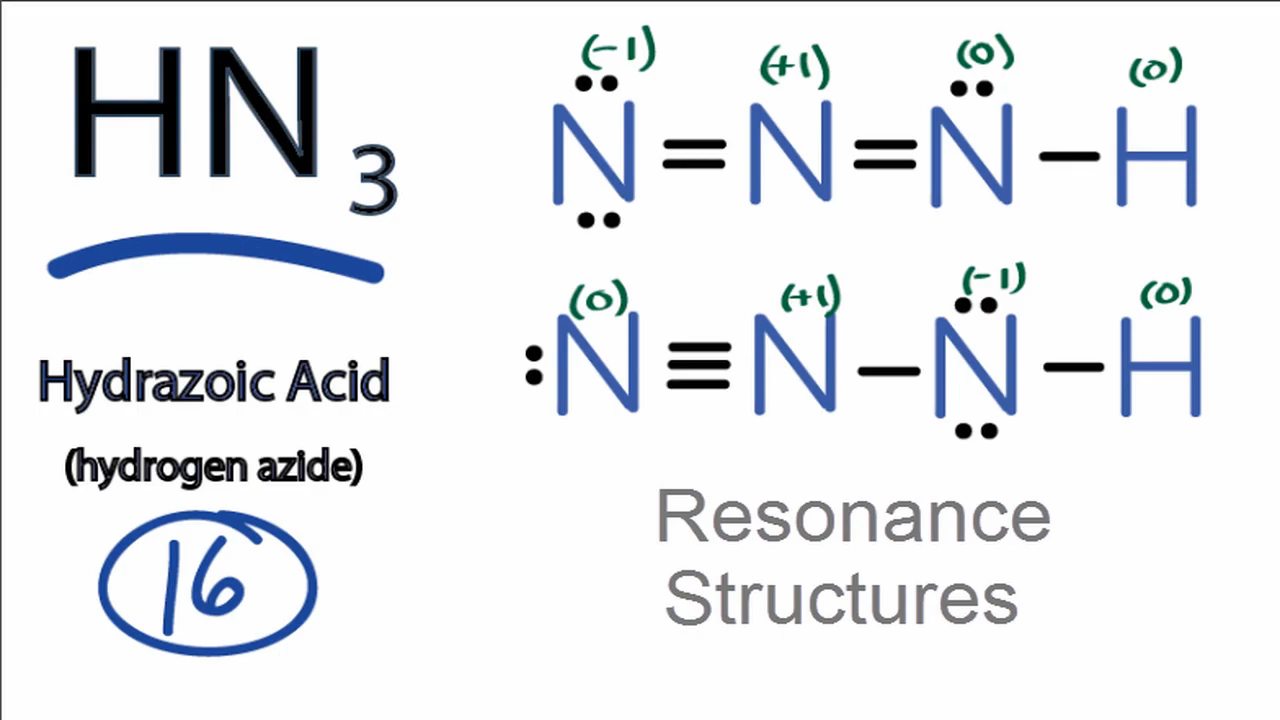 HN3
Hydrazoic Acid
(hydrogen azide)
16
(-1) (+1) (0) (0)
N = N = N - H
(0) (+1) (-1) (0)
:N ≡ N - N - H
Resonance
Structures